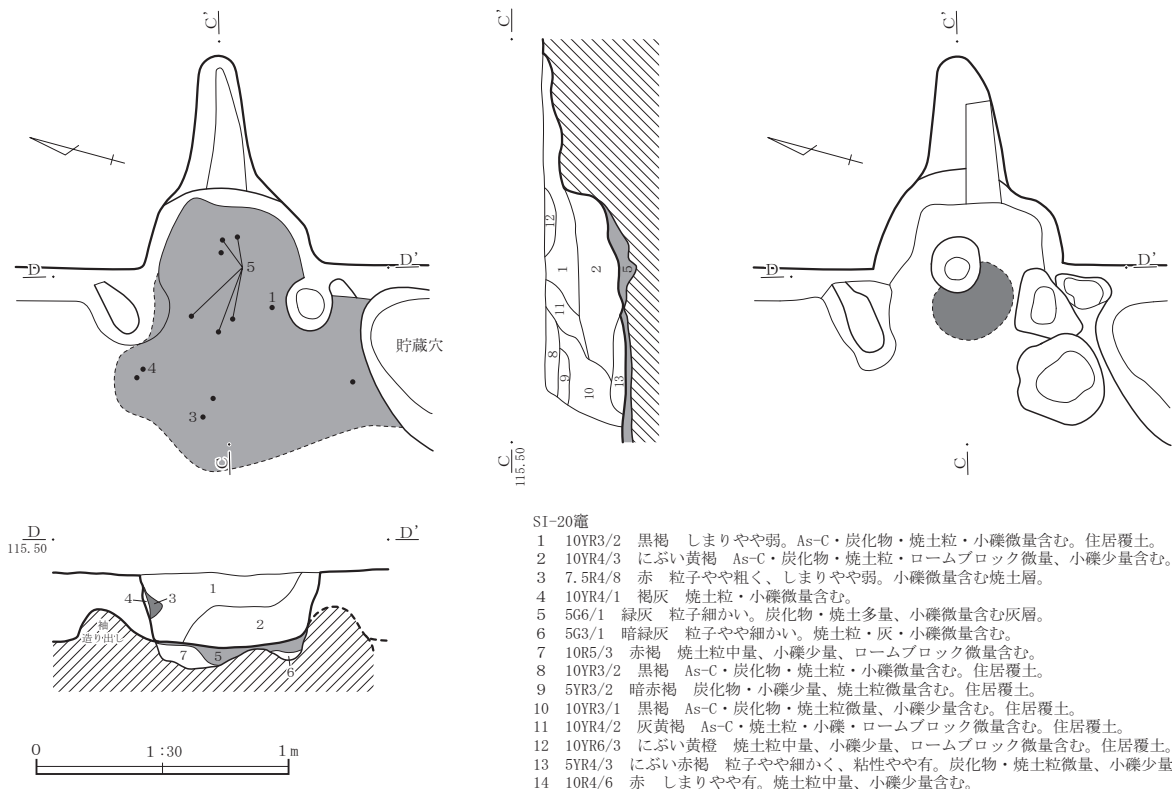 C'
C'
C'
D
D'
D
D'
5
1
4
3
貯蔵穴
C
12
1
2
5
11
8
9
10
13
C
115.50
C
D
115.50
D'
4
3
1
2
袖
造り出し
7
5
6
0
1:30
1m
SI-20竈
1 10YR3/2 黒褐 しまりやや弱。As-C・炭化物・焼土粒・小礫微量含む。住居覆土。
2 10YR4/3 にぶい黄褐 As-C・炭化物・焼土粒・ロームブロック微量、小礫少量含む。
3 7.5R4/8 赤 粒子やや粗く、しまりやや弱。小礫微量含む焼土層。
4 10YR4/1 褐灰 焼土粒・小礫微量含む。
5 5G6/1 緑灰 粒子細かい。炭化物・焼土多量、小礫微量含む灰層。
6 5G3/1 暗緑灰 粒子やや細かい。焼土粒・灰・小礫微量含む。
7 10R5/3 赤褐 焼土粒中量、小礫少量、ロームブロック微量含む。
8 10YR3/2 黒褐 As-C・炭化物・焼土粒・小礫微量含む。住居覆土。
9 5YR3/2 暗赤褐 炭化物・小礫少量、焼土粒微量含む。住居覆土。
10 10YR3/1 黒褐 As-C・炭化物・焼土粒微量、小礫少量含む。住居覆土。
11 10YR4/2 灰黄褐 As-C・焼土粒・小礫・ロームブロック微量含む。住居覆土。
12 10YR6/3 にぶい黄橙 焼土粒中量、小礫少量、ロームブロック微量含む。住居覆土。
13 5YR4/3 にぶい赤褐 粒子やや細かく、粘性やや有。炭化物・焼土粒微量、小礫少量
14 10R4/6 赤 しまりやや有。焼土粒中量、小礫少量含む。